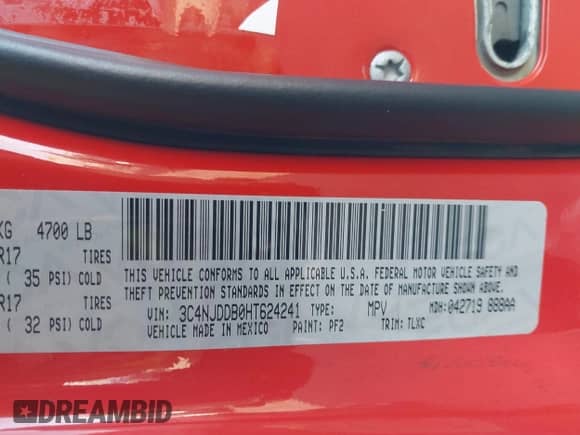 KG 4700 LB
R17 TIRES
( 35 PSI) COLD
R17 TIRES
( 32 PSI) COLD
THIS VEHICLE CONFORMS TO ALL APPLICABLE U.S.A. FEDERAL MOTOR VEHICLE SAFETY AND
THEFT PREVENTION STANDARDS IN EFFECT ON THE DATE OF MANUFACTURE SHOWN ABOVE.
VIN: 3C4NJDDB0HT624241 TYPE: MPV MDH: 042719 888AA
VEHICLE MADE IN MEXICO PAINT: PF2 TRIM: TLXC
DREAMBID